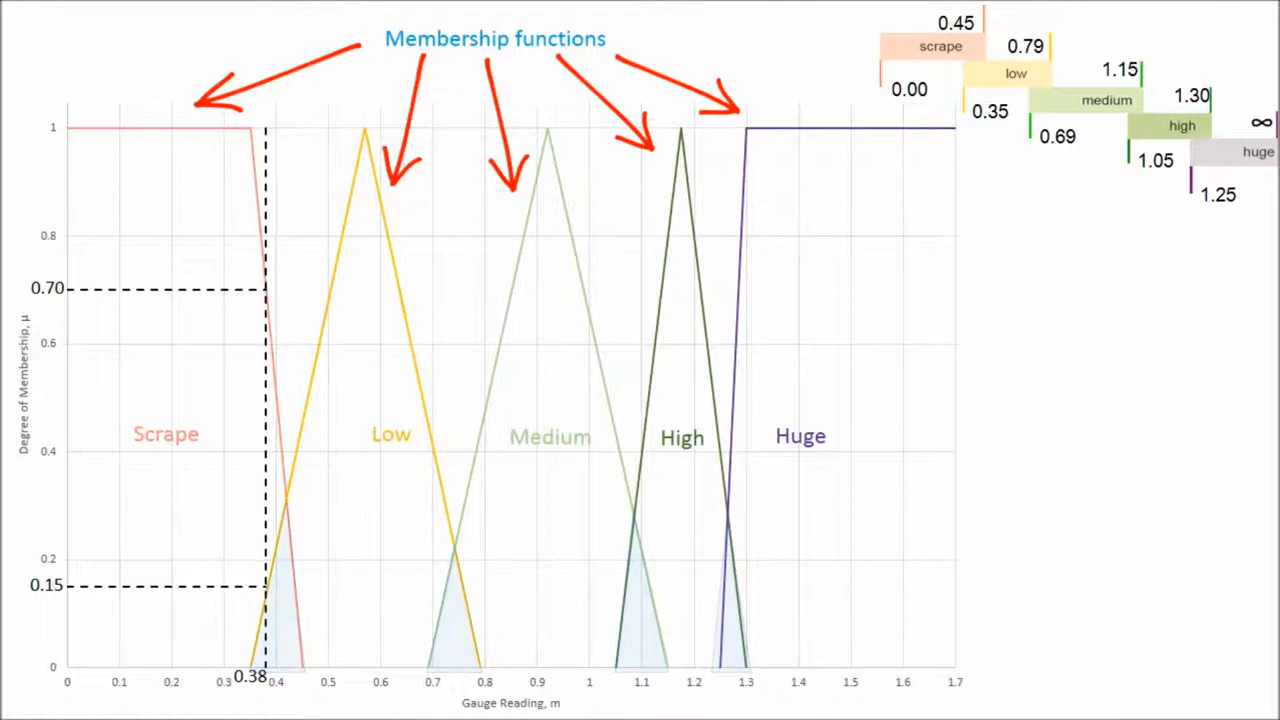 Membership functions
0.45
scrape
0.79
0.00
low
1.15
0.35
medium
1.30
0.69
high
∞
1.05
huge
1.25
1
0.8
0.70
0.6
0.4
0.2
0.15
0
Degree of Membership, μ
Scrape
Low
Medium
High
Huge
0.38
0 0.1 0.2 0.3 0.4 0.5 0.6 0.7 0.8 0.9 1 1.1 1.2 1.3 1.4 1.5 1.6 1.7
Gauge Reading, m